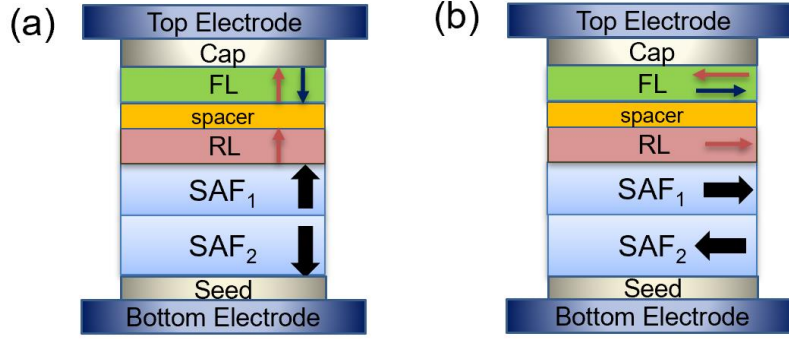 (a)
Top Electrode
Cap
FL
spacer
RL
SAF₁
SAF₂
Seed
Bottom Electrode
(b)
Top Electrode
Cap
FL
spacer
RL
SAF₁
SAF₂
Seed
Bottom Electrode